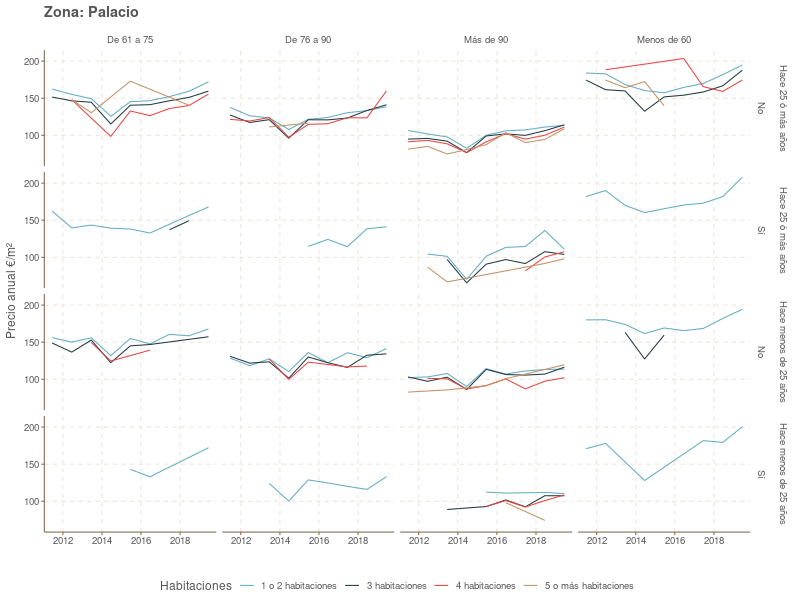 Zona: Palacio
De 61 a 75 De 76 a 90 Más de 90 Menos de 60
200
150
100
No
Hace 25 ó más años
200
150
100
Sí
Hace 25 ó más años
200
150
100
No
Hace menos de 25 años
200
150
100
Sí
Hace menos de 25 años
Precio anual €/m²
2012 2014 2016 2018 2012 2014 2016 2018 2012 2014 2016 2018 2012 2014 2016 2018
Habitaciones 1 o 2 habitaciones 3 habitaciones 4 habitaciones 5 o más habitaciones